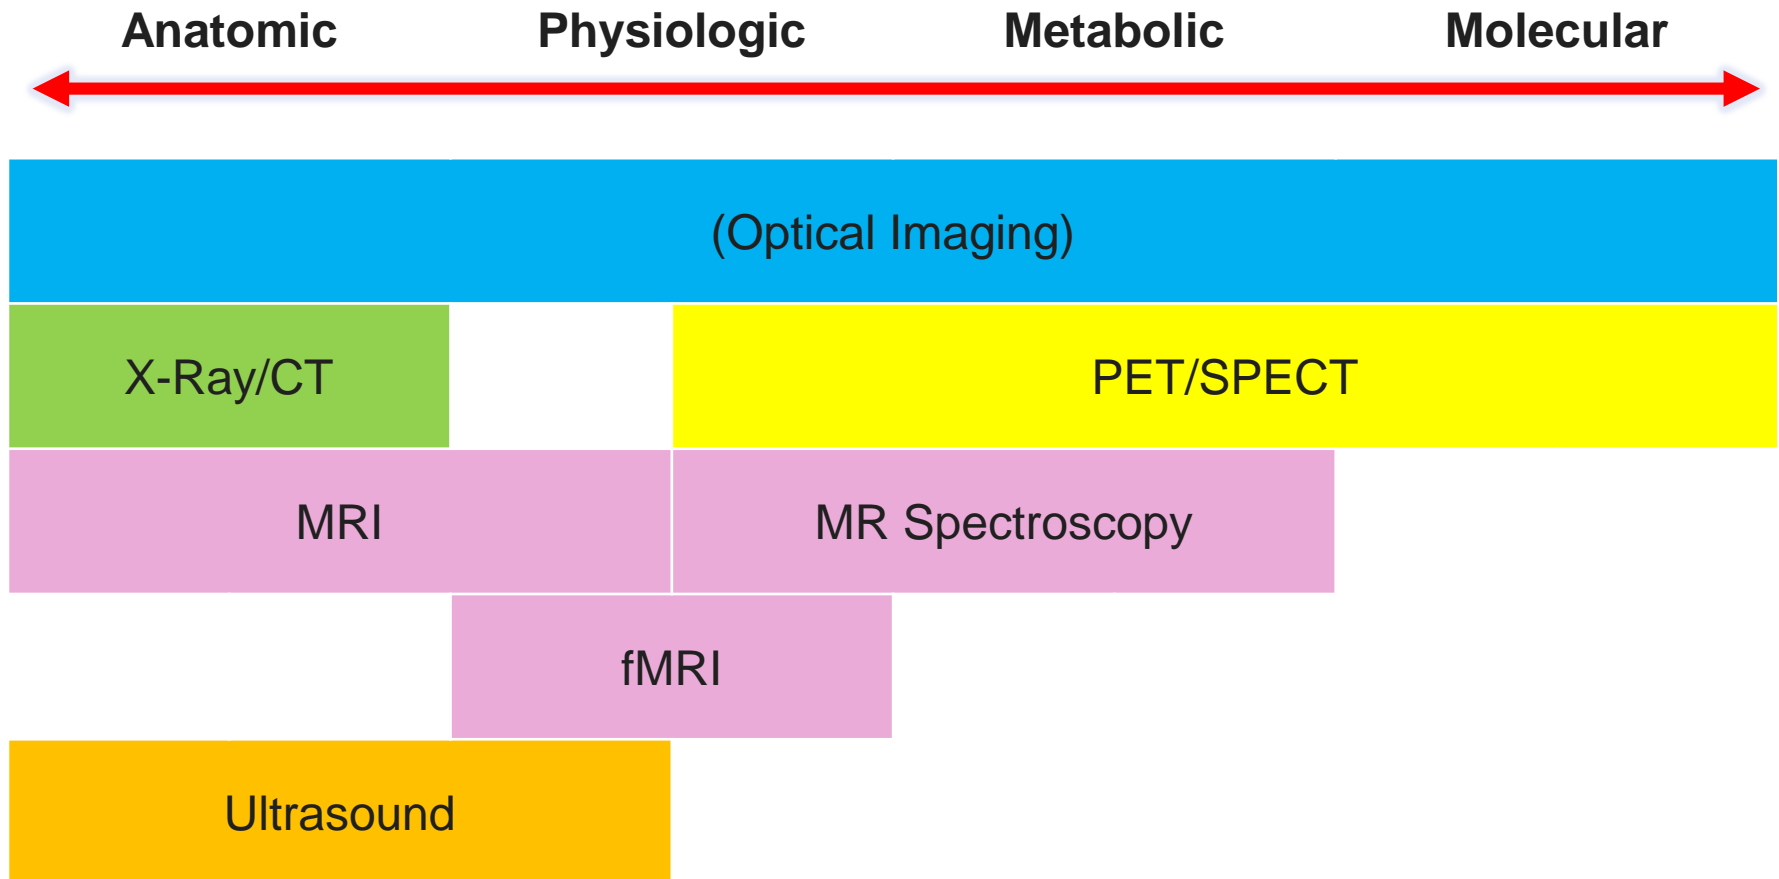 Anatomic Physiologic Metabolic Molecular
(Optical Imaging)
X-Ray/CT PET/SPECT
MRI MR Spectroscopy
fMRI
Ultrasound